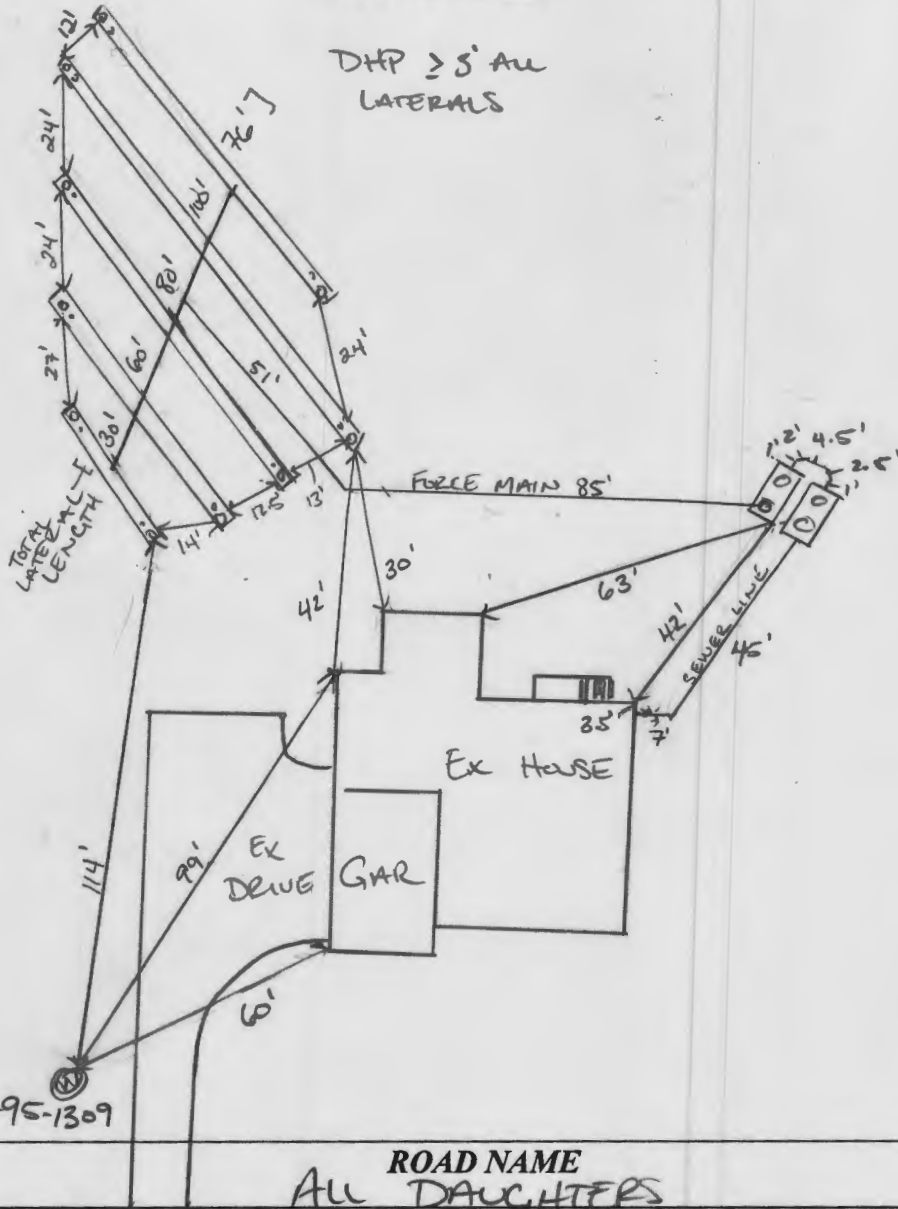 12'
DHP ≥ 3' ALL
LATERALS
76']
24'
100'
24'
80'
60'
51'
24'
27'
30'
TOTAL
LATERAL
LENGTH
14'
12.5'
13'
FORCE MAIN 85'
1'
2'
4.5'
2.5'
1'
42'
30'
63'
42'
SEWER LINE
45'
35'
7'
EX HOUSE
114'
99'
EX
DRIVE
GAR
60'
W
95-1309
ROAD NAME
ALL DAUGHTERS